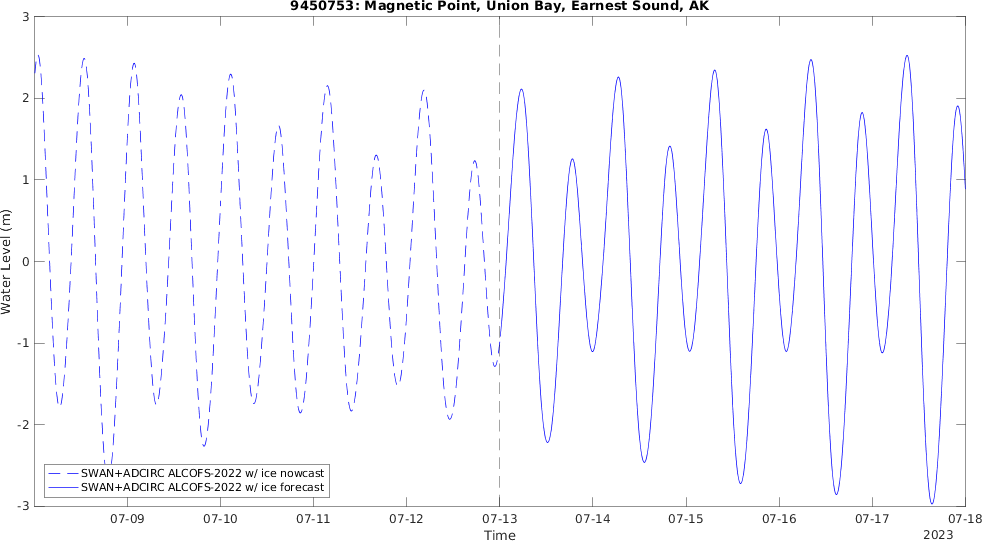 9450753: Magnetic Point, Union Bay, Earnest Sound, AK
3
2
1
0
-1
-2
-3
Water Level (m)
SWAN+ADCIRC ALCOFS-2022 w/ ice nowcast
SWAN+ADCIRC ALCOFS-2022 w/ ice forecast
07-09 07-10 07-11 07-12 07-13 07-14 07-15 07-16 07-17 07-18
Time
2023